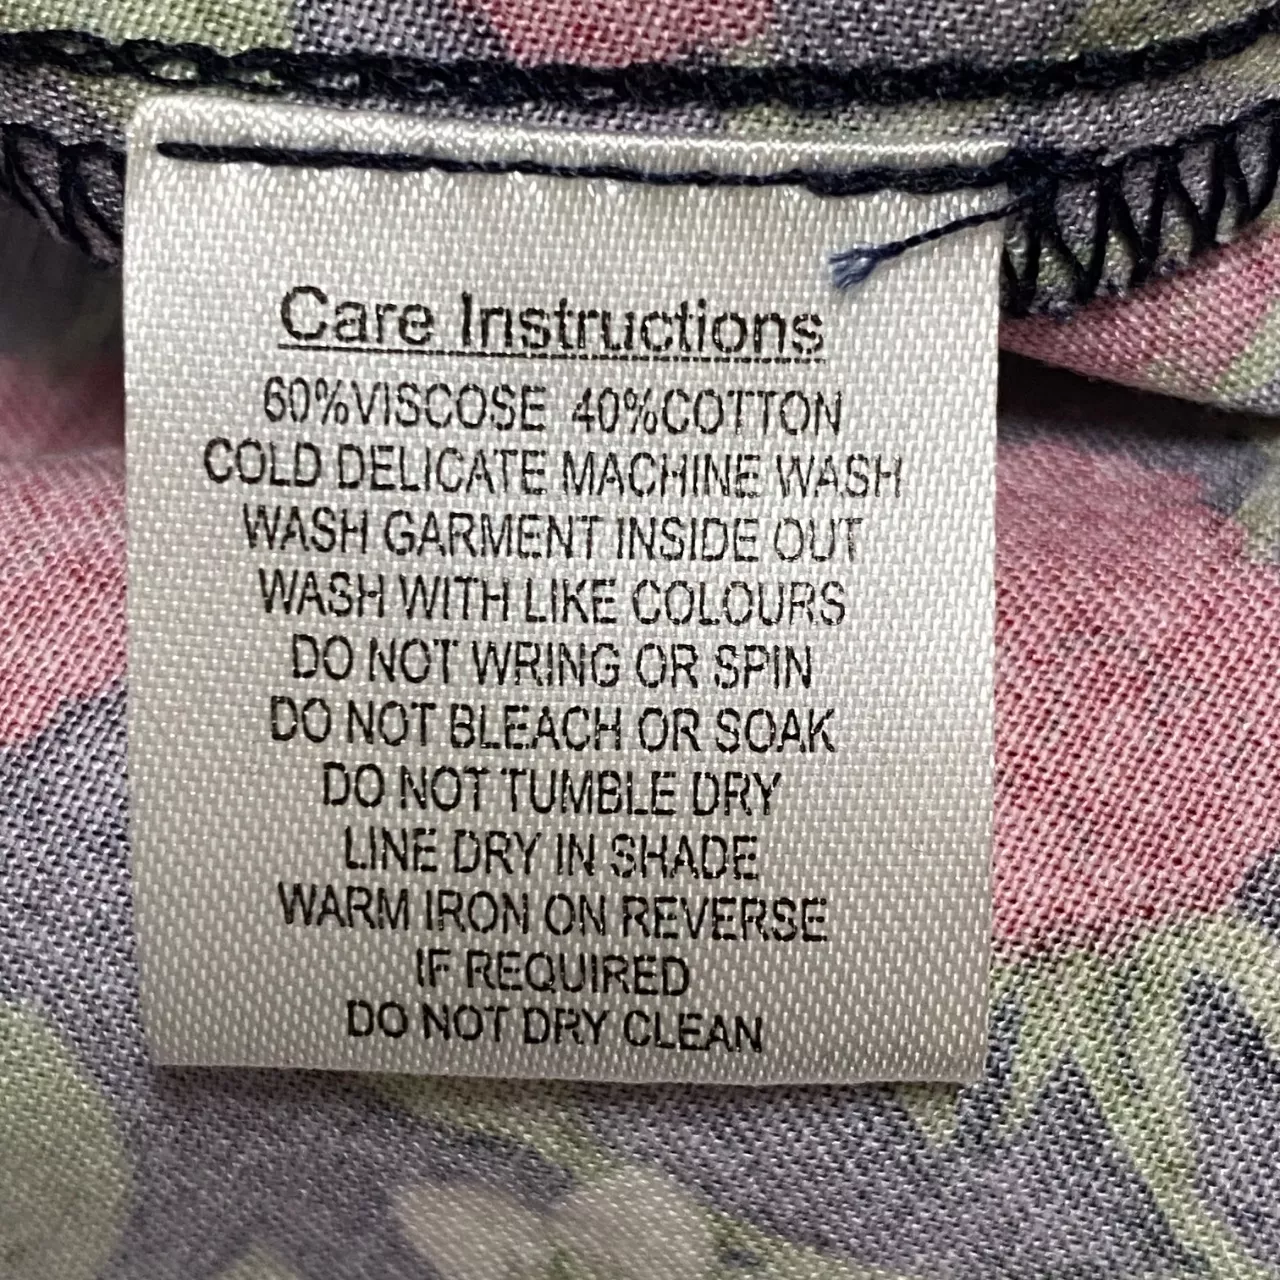 Care Instructions
60%VISCOSE 40%COTTON
COLD DELICATE MACHINE WASH
WASH GARMENT INSIDE OUT
WASH WITH LIKE COLOURS
DO NOT WRING OR SPIN
DO NOT BLEACH OR SOAK
DO NOT TUMBLE DRY
LINE DRY IN SHADE
WARM IRON ON REVERSE
IF REQUIRED
DO NOT DRY CLEAN